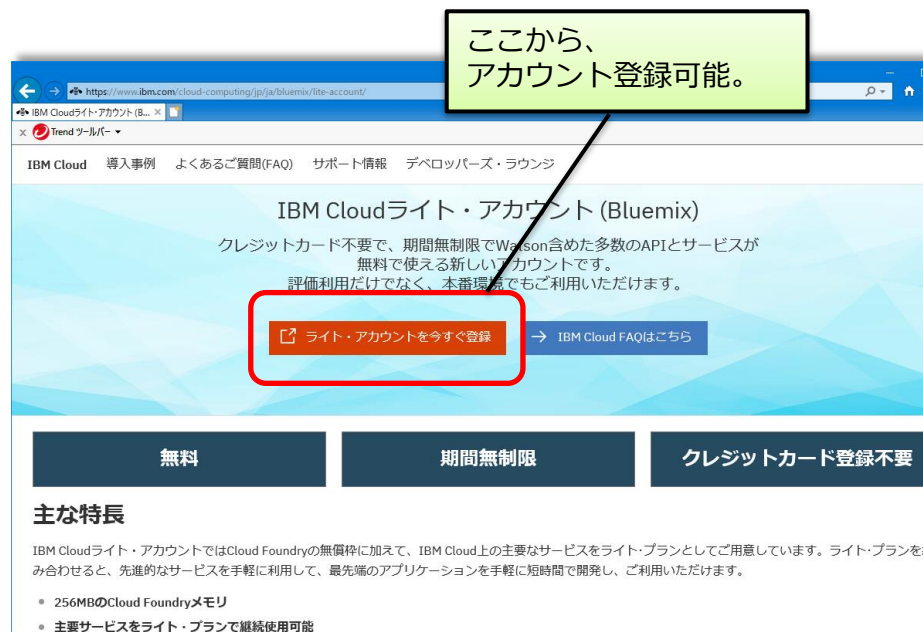 ここから、
アカウント登録可能。
https://www.ibm.com/cloud-computing/jp/ja/bluemix/lite-account/
IBM Cloudライト・アカウント (B...
Trend ツールバー
IBM Cloud 導入事例 よくあるご質問(FAQ) サポート情報 デベロッパーズ・ラウンジ
IBM Cloudライト・アカウント (Bluemix)
クレジットカード不要で、期間無制限でWatson含めた多数のAPIとサービスが
無料で使える新しいアカウントです。
評価利用だけでなく、本番環境でもご利用いただけます。
ライト・アカウントを今すぐ登録 → IBM Cloud FAQはこちら
無料 期間無制限 クレジットカード登録不要
主な特長
IBM Cloudライト・アカウントではCloud Foundryの無償枠に加えて、IBM Cloud上の主要なサービスをライト・プランとしてご用意しています。ライト・プランを
み合わせると、先進的なサービスを手軽に利用して、最先端のアプリケーションを手軽に短時間で開発し、ご利用いただけます。
• 256MBのCloud Foundryメモリ
• 主要サービスをライト・プランで継続使用可能